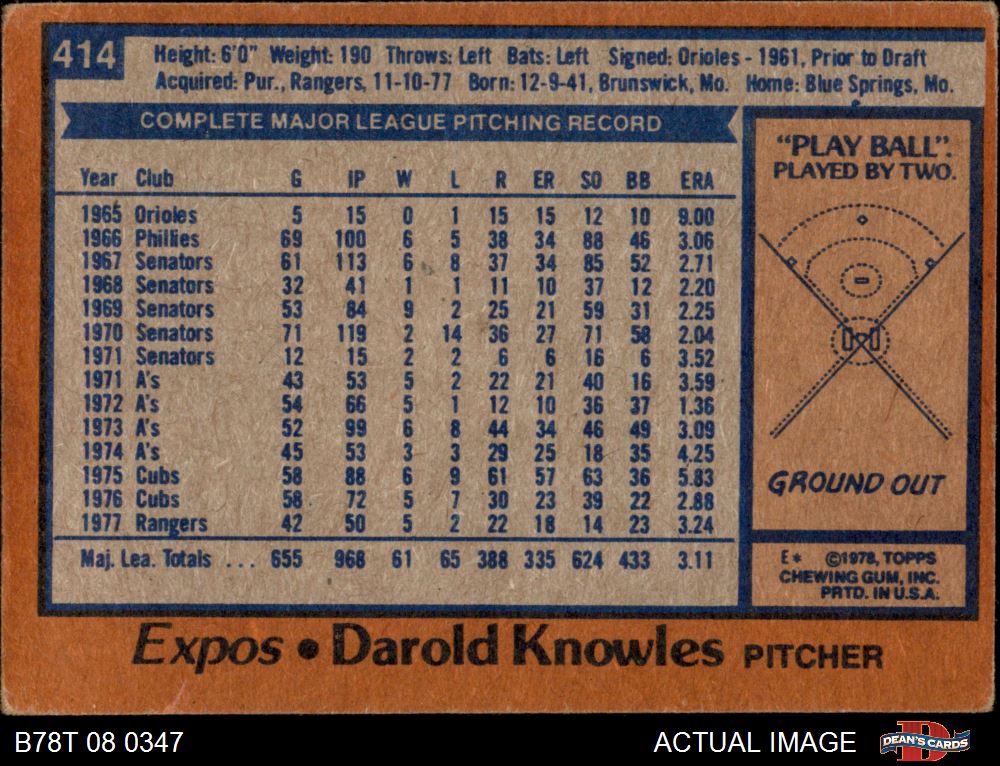 414
Height: 6'0" Weight: 190 Throws: Left Bats: Left Signed: Orioles - 1961, Prior to Draft
Acquired: Pur., Rangers, 11-10-77 Born: 12-9-41, Brunswick, Mo. Home: Blue Springs, Mo.
COMPLETE MAJOR LEAGUE PITCHING RECORD
Year Club G IP W L R ER SO BB ERA
1965 Orioles 5 15 0 1 15 15 12 10 9.00
1966 Phillies 69 100 6 5 38 34 88 46 3.06
1967 Senators 61 113 6 8 37 34 85 52 2.71
1968 Senators 32 41 1 1 11 10 37 12 2.20
1969 Senators 53 84 9 2 25 21 59 31 2.25
1970 Senators 71 119 2 14 36 27 71 58 2.04
1971 Senators 12 15 2 2 6 6 16 6 3.52
1971 A's 43 53 5 2 22 21 40 16 3.59
1972 A's 54 66 5 1 12 10 36 37 1.36
1973 A's 52 99 6 8 44 34 46 49 3.09
1974 A's 45 53 3 3 29 25 18 35 4.25
1975 Cubs 58 88 6 9 61 57 63 36 5.83
1976 Cubs 58 72 5 7 30 23 39 22 2.88
1977 Rangers 42 50 5 2 22 18 14 23 3.24
Maj. Lea. Totals ... 655 968 61 65 388 335 624 433 3.11
"PLAY BALL".
PLAYED BY TWO.
GROUND OUT
E* ©1978, TOPPS
CHEWING GUM, INC.
PRTD. IN U.S.A.
Expos • Darold Knowles PITCHER
B78T 08 0347
ACTUAL IMAGE
D
DEAN'S CARDS